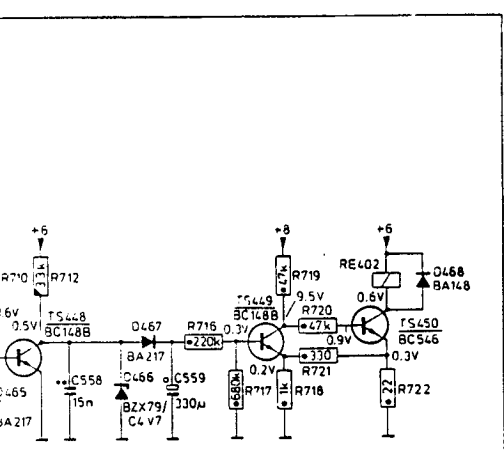 +6
+8
+6
R710
33k
R712
47k
R719
RE402
D468
BA148
.6V
0.5V
TS448
BC148B
TS449
BC148B
9.5V
R720
47k
0.6V
TS450
BC546
D467
BA217
R716
220k
0.3V
0.9V
0.3V
0.2V
330
R721
D465
BA217
C558
15n
D466
BZX79/
C4V7
C559
330µ
680k
R717
1k
R718
22
R722